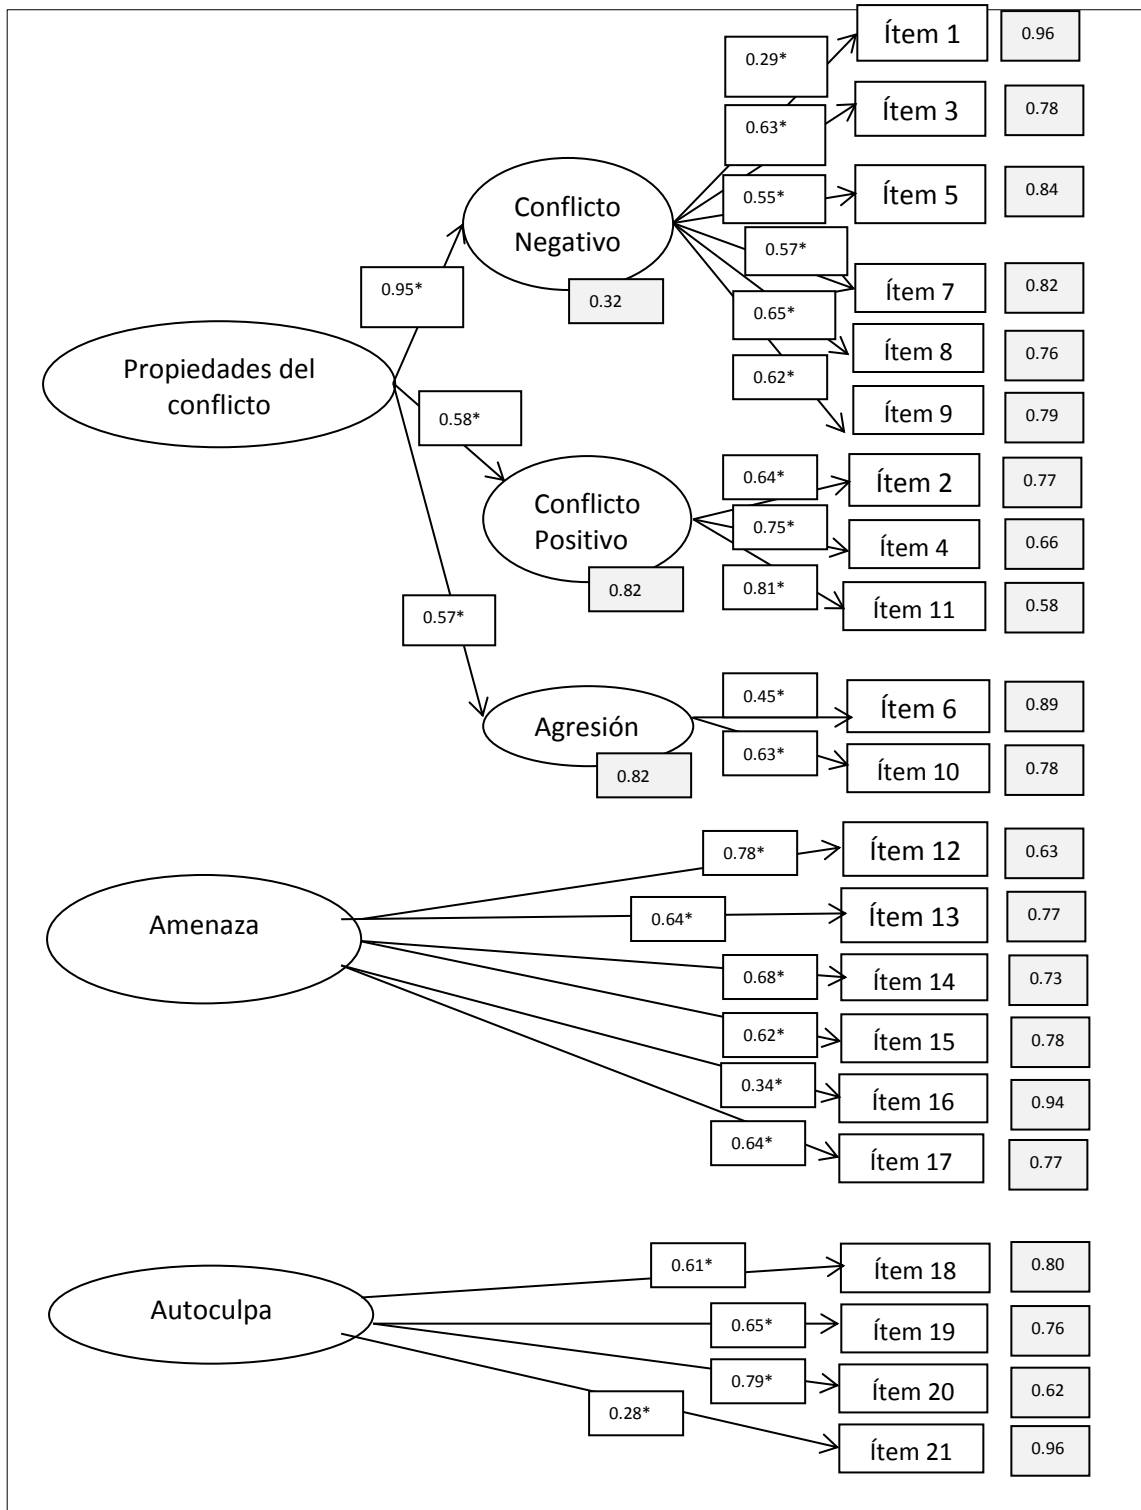 Ítem 1
0.96
0.29*
Ítem 3
0.78
0.63*
Conflicto
Negativo
0.32
0.55*
Ítem 5
0.84
0.57*
Ítem 7
0.82
0.95*
0.65*
Ítem 8
0.76
Propiedades del
conflicto
0.62*
Ítem 9
0.79
0.58*
Conflicto
Positivo
0.82
0.64*
Ítem 2
0.77
0.75*
Ítem 4
0.66
0.81*
Ítem 11
0.58
0.57*
Agresión
0.82
0.45*
Ítem 6
0.89
0.63*
Ítem 10
0.78
Amenaza
0.78*
Ítem 12
0.63
0.64*
Ítem 13
0.77
0.68*
Ítem 14
0.73
0.62*
Ítem 15
0.78
0.34*
Ítem 16
0.94
0.64*
Ítem 17
0.77
Autoculpa
0.61*
Ítem 18
0.80
0.65*
Ítem 19
0.76
0.79*
Ítem 20
0.62
0.28*
Ítem 21
0.96